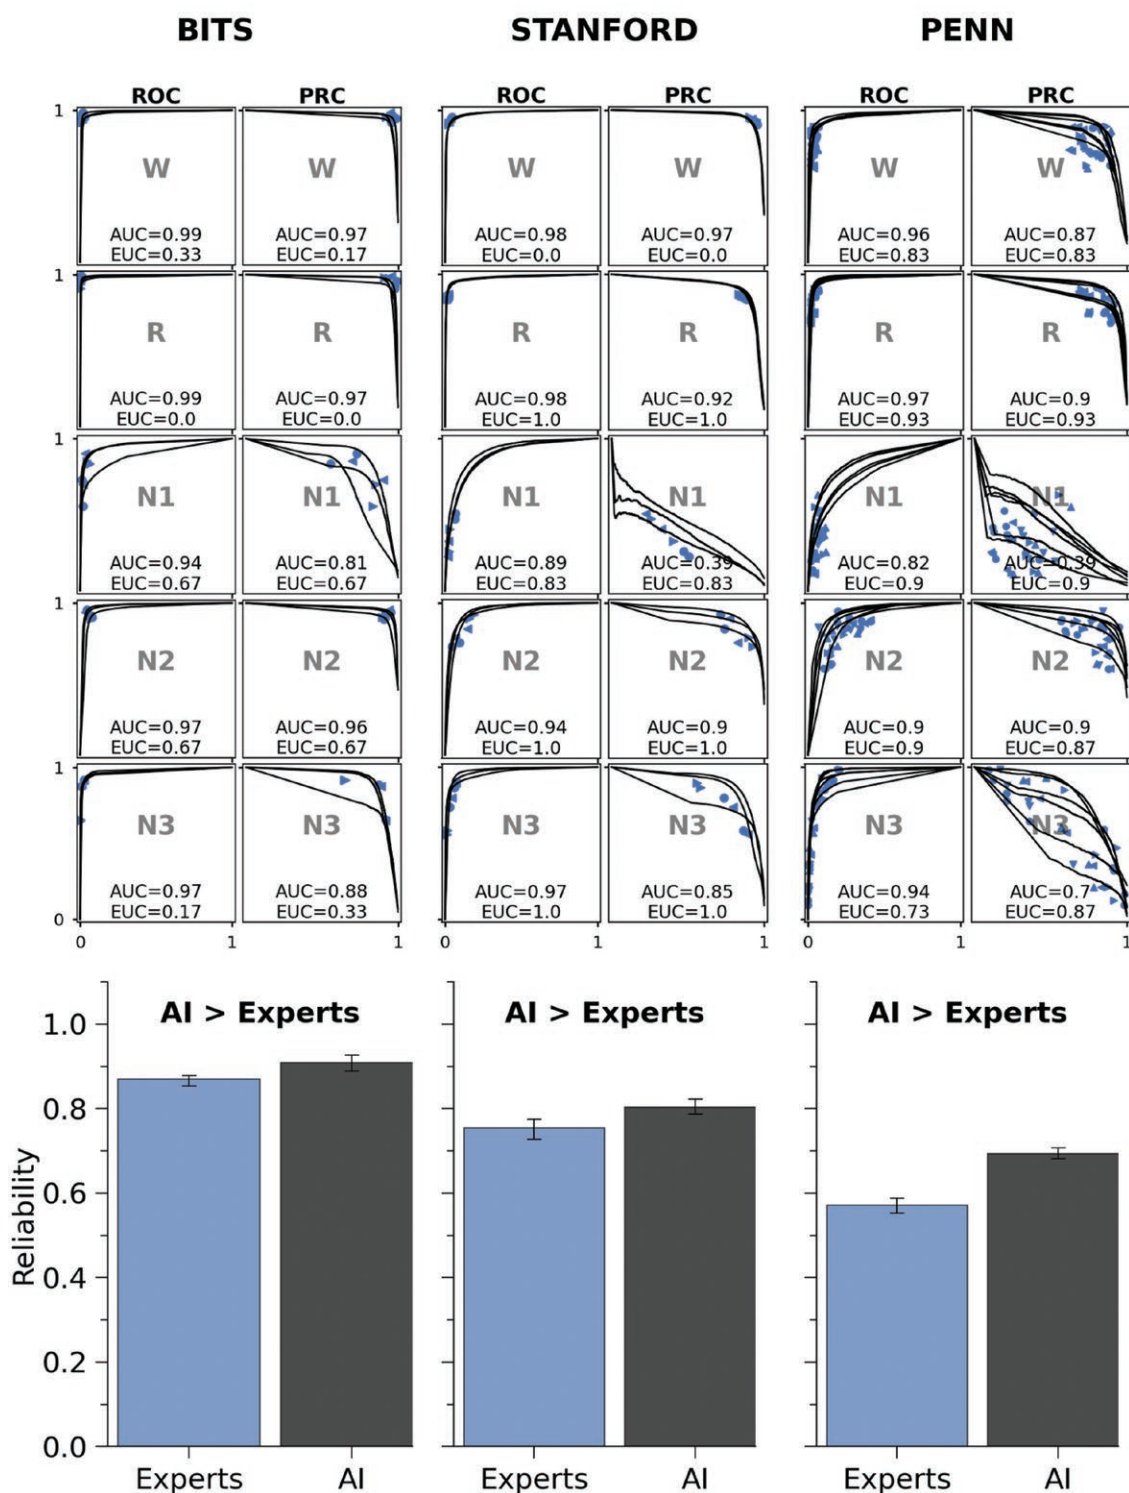 BITS STANFORD PENN
ROC PRC ROC PRC ROC PRC
1
W W W W W W
AUC=0.99 AUC=0.97 AUC=0.98 AUC=0.97 AUC=0.96 AUC=0.87
EUC=0.33 EUC=0.17 EUC=0.0 EUC=0.0 EUC=0.83 EUC=0.83
1
R R R R R R
AUC=0.99 AUC=0.97 AUC=0.98 AUC=0.92 AUC=0.97 AUC=0.9
EUC=0.0 EUC=0.0 EUC=1.0 EUC=1.0 EUC=0.93 EUC=0.93
1
N1 N1 N1 N1 N1 N1
AUC=0.94 AUC=0.81 AUC=0.89 AUC=0.39 AUC=0.82 AUC=0.39
EUC=0.67 EUC=0.67 EUC=0.83 EUC=0.83 EUC=0.9 EUC=0.9
1
N2 N2 N2 N2 N2 N2
AUC=0.97 AUC=0.96 AUC=0.94 AUC=0.9 AUC=0.9 AUC=0.9
EUC=0.67 EUC=0.67 EUC=1.0 EUC=1.0 EUC=0.9 EUC=0.87
1
N3 N3 N3 N3 N3 N3
AUC=0.97 AUC=0.88 AUC=0.97 AUC=0.85 AUC=0.94 AUC=0.7
EUC=0.17 EUC=0.33 EUC=1.0 EUC=1.0 EUC=0.73 EUC=0.87
0
0 1 1 0 1 1 0 1 1
AI > Experts AI > Experts AI > Experts
1.0
0.8
0.6
0.4
0.2
0.0
Reliability
Experts AI Experts AI Experts AI